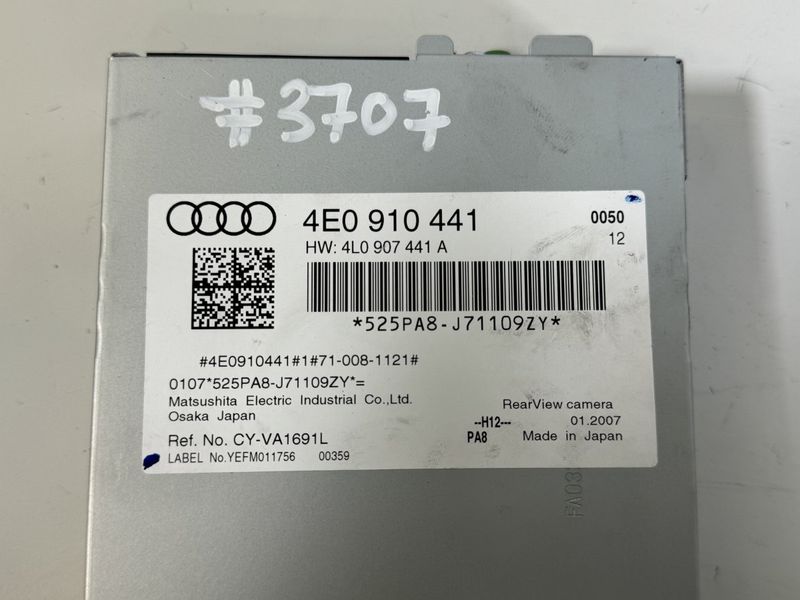 #3707
4E0 910 441
0050
HW: 4L0 907 441 A
12
*525PA8-J71109ZY*
#4E0910441#1#71-008-1121#
0107*525PA8-J71109ZY*=
Matsushita Electric Industrial Co.,Ltd.
Osaka Japan
RearView camera
--H12--- 01.2007
Ref. No. CY-VA1691L
PA8 Made in Japan
LABEL No.YEFM011756 00359